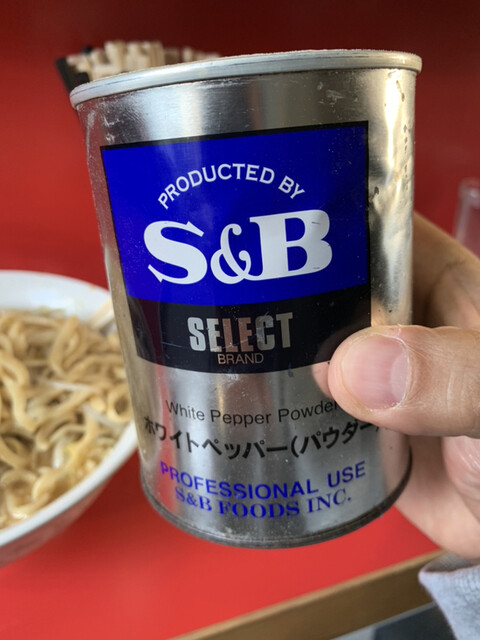 PRODUCTED BY
S&B
SELECT
BRAND
White Pepper Powder
ホワイトペッパー(パウダー
PROFESSIONAL USE
S&B FOODS INC.